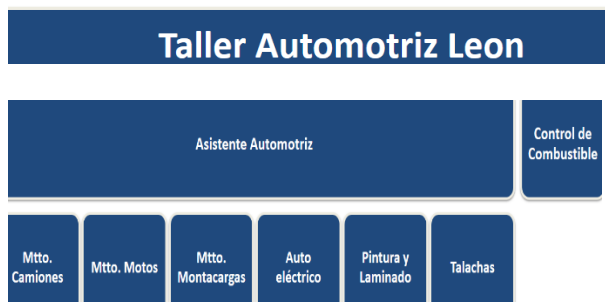 Taller Automotriz Leon
Asistente Automotriz
Control de
Combustible
Mtto.
Camiones
Mtto. Motos
Mtto.
Montacargas
Auto
eléctrico
Pintura y
Laminado
Talachas